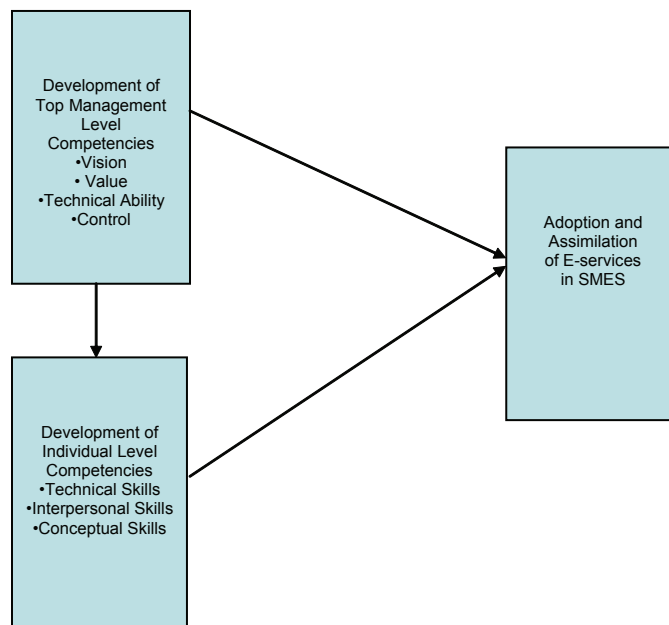 Development of
Top Management
Level
Competencies
•Vision
• Value
•Technical Ability
•Control
Adoption and
Assimilation
of E-services
in SMES
Development of
Individual Level
Competencies
•Technical Skills
•Interpersonal Skills
•Conceptual Skills